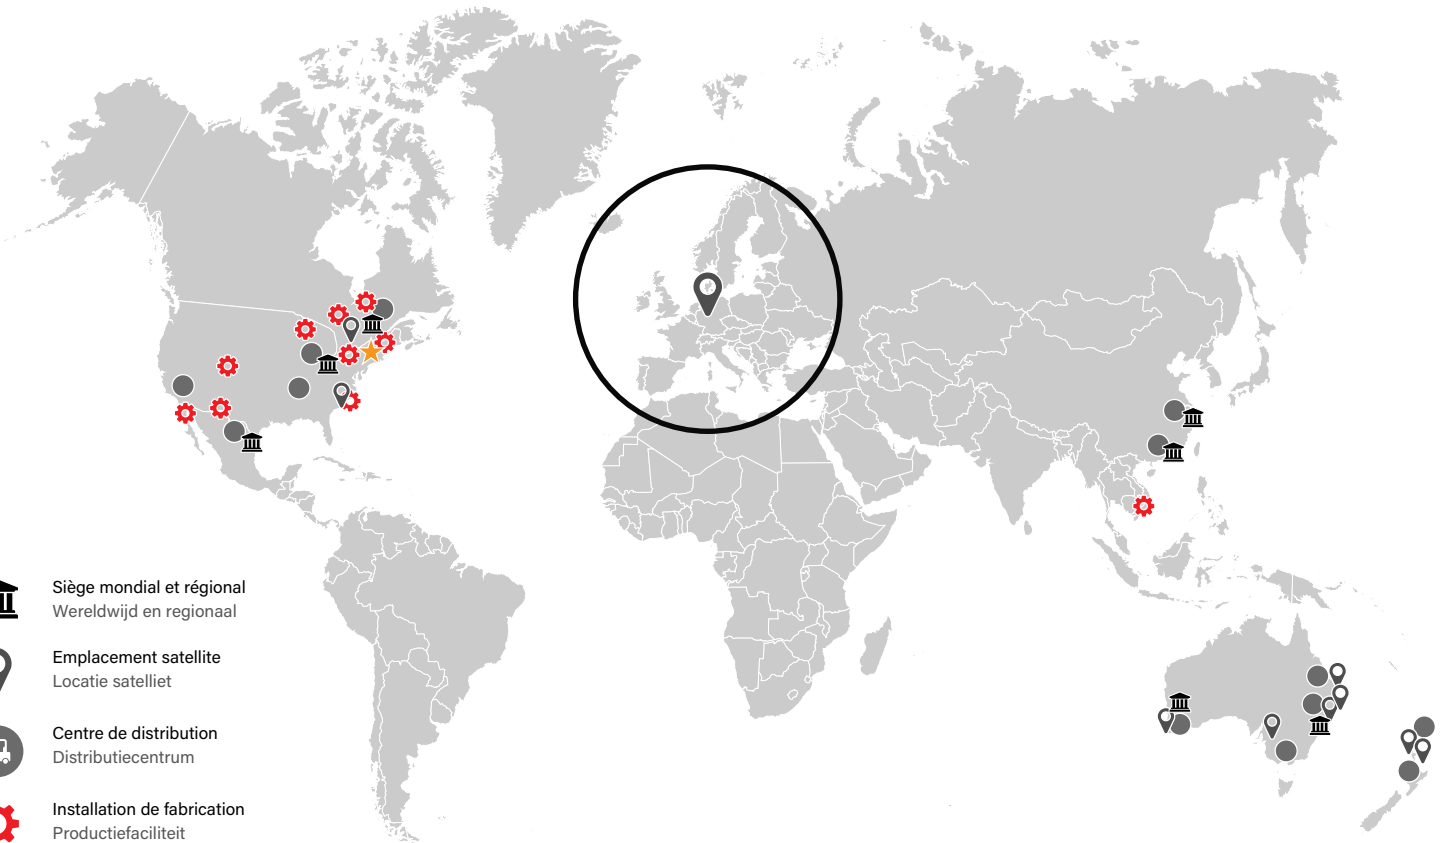 Siège mondial et régional
Wereldwijd en regionaal
Emplacement satellite
Locatie satelliet
Centre de distribution
Distributiecentrum
Installation de fabrication
Productiefaciliteit